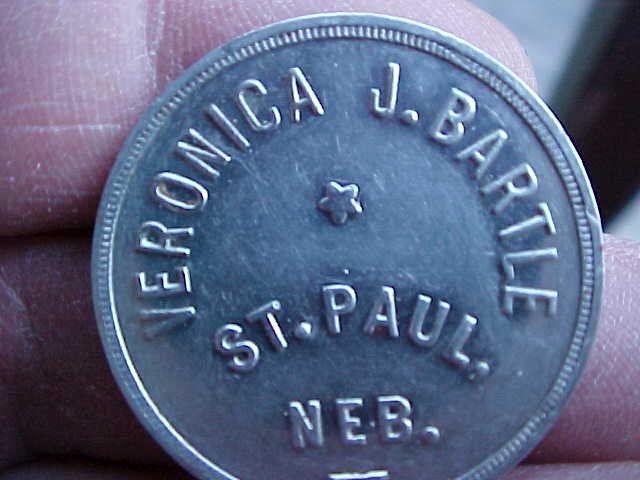 VERONICA J. BARTLE
ST. PAUL,
NEB.